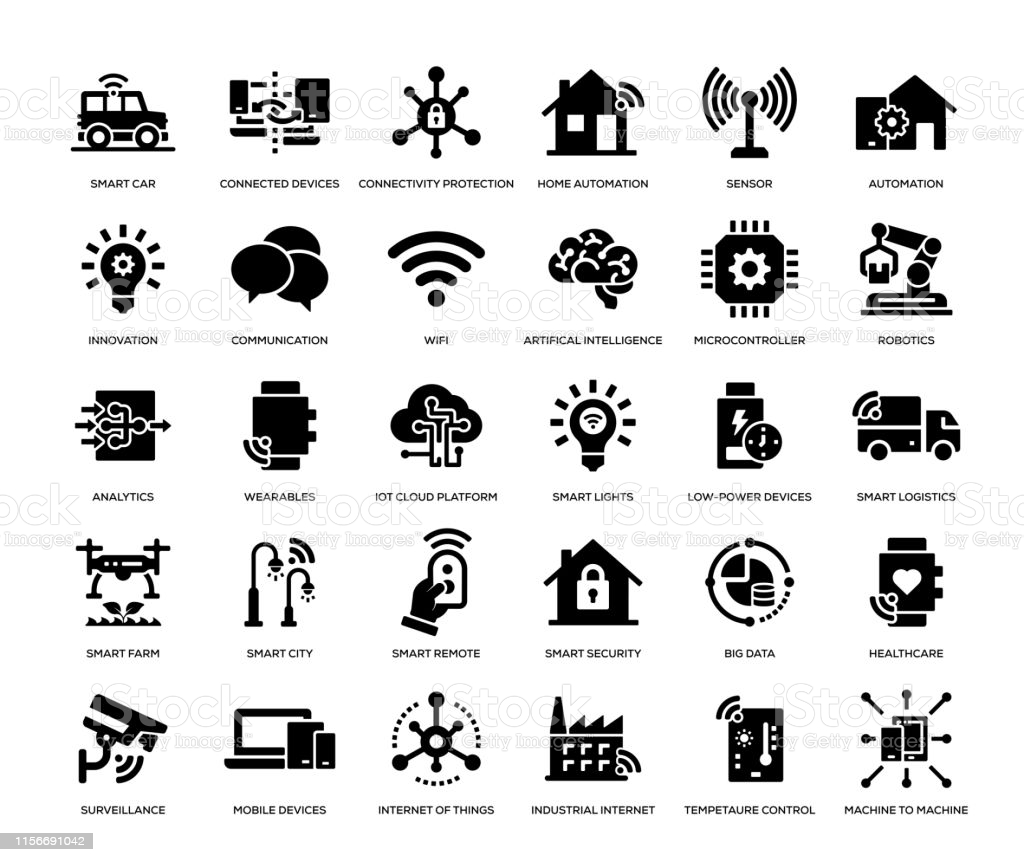 SMART CAR
CONNECTED DEVICES
CONNECTIVITY PROTECTION
HOME AUTOMATION
SENSOR
AUTOMATION
iStock
by Getty Images™
INNOVATION
COMMUNICATION
WIFI
ARTIFICAL INTELLIGENCE
MICROCONTROLLER
ROBOTICS
ANALYTICS
WEARABLES
IOT CLOUD PLATFORM
SMART LIGHTS
LOW-POWER DEVICES
SMART LOGISTICS
SMART FARM
SMART CITY
SMART REMOTE
SMART SECURITY
BIG DATA
HEALTHCARE
SURVEILLANCE
MOBILE DEVICES
INTERNET OF THINGS
INDUSTRIAL INTERNET
TEMPETAURE CONTROL
MACHINE TO MACHINE
1156691042